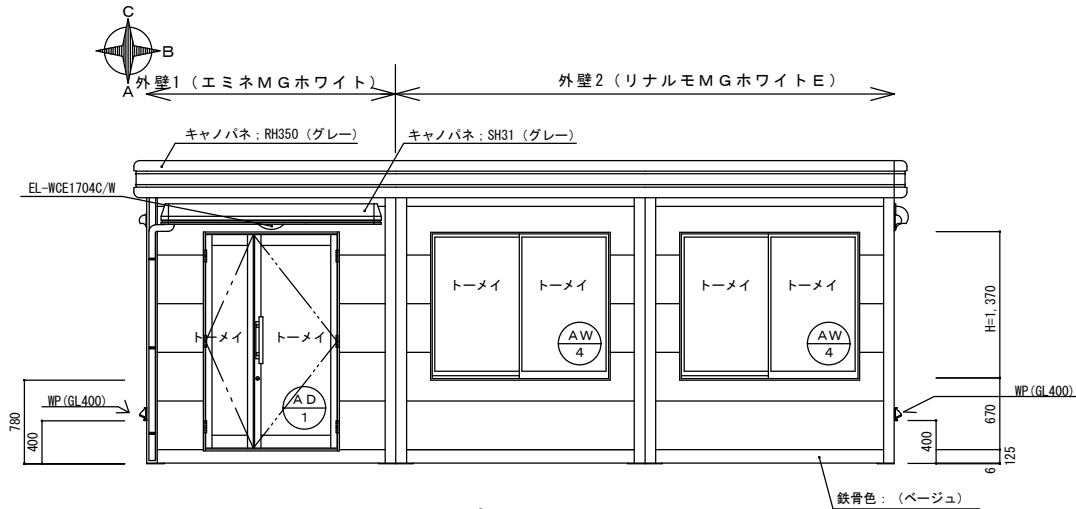 C
B
A
外壁1（エミネMGホワイト）
外壁2（リナルモMGホワイトE）
キャノパネ；RH350（グレー）
キャノパネ；SH31（グレー）
EL-WCE1704C/W
トーメイ
トーメイ
トーメイ
トーメイ
トーメイ
トーメイ
AW
4
AW
4
AD
1
H=1,370
WP(GL400)
WP(GL400)
780
400
400
670
125
6
鉄骨色：（ベージュ）